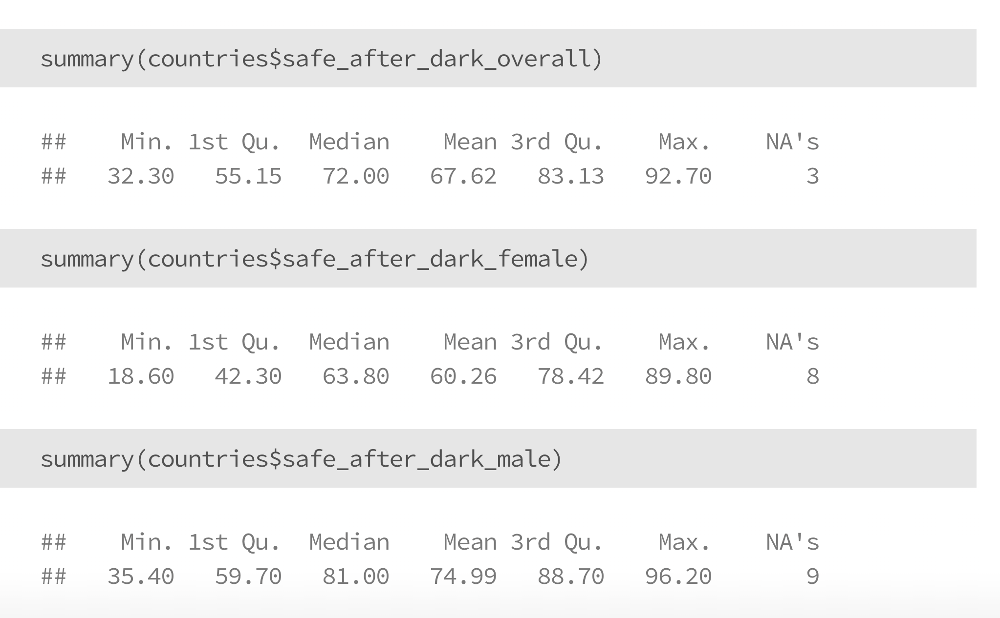 summary(countries$safe_after_dark_overall)
##    Min. 1st Qu.  Median    Mean 3rd Qu.    Max.    NA's
##   32.30   55.15   72.00   67.62   83.13   92.70       3
summary(countries$safe_after_dark_female)
##    Min. 1st Qu.  Median    Mean 3rd Qu.    Max.    NA's
##   18.60   42.30   63.80   60.26   78.42   89.80       8
summary(countries$safe_after_dark_male)
##    Min. 1st Qu.  Median    Mean 3rd Qu.    Max.    NA's
##   35.40   59.70   81.00   74.99   88.70   96.20       9